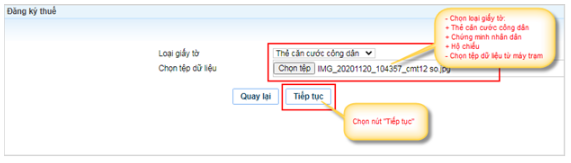 Đăng ký thuế
Loại giấy tờ
Thẻ căn cước công dân
Chọn tệp dữ liệu
Chọn tệp IMG_20201120_104357_cmt12 so.jpg
Quay lại
Tiếp tục
- Chọn loại giấy tờ:
+ Thẻ căn cước công dân
+ Chứng minh nhân dân
+ Hộ chiếu
- Chọn tệp dữ liệu từ máy trạm
Chọn nút "Tiếp tục"